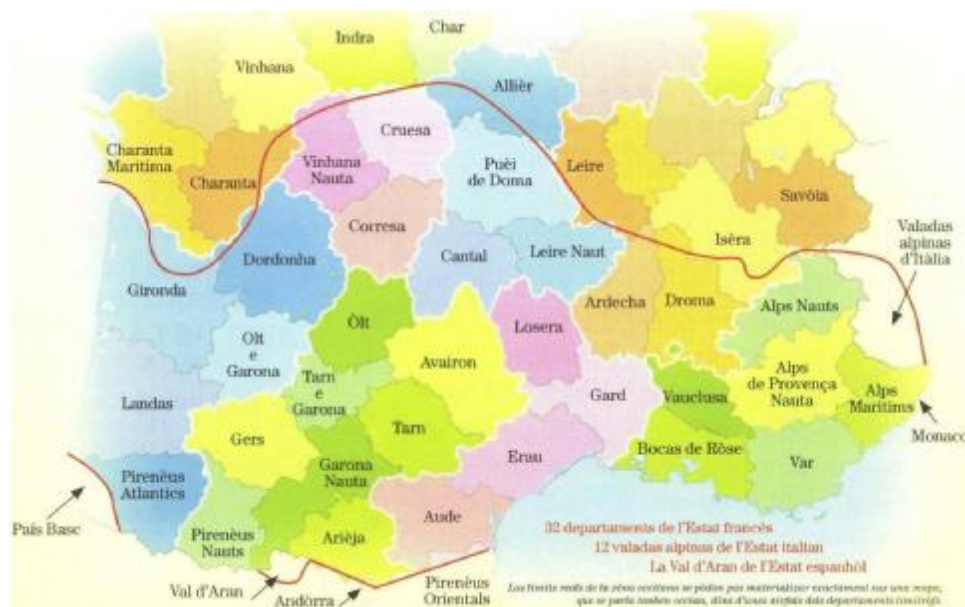 Indra
Char
Vinhana
Allièr
Cruesa
Charanta
Maritima
Charanta
Vinhana
Nauta
Puèi
de Doma
Leire
Savòia
Corresa
Valadas
alpinas
d'Itàlia
Isèra
Dordonha
Cantal
Leire Naut
Gironda
Ardecha
Droma
Alps Nauts
Òlt
Losera
Olt
e
Garona
Avairon
Tarn
e
Garona
Alps
de Provença
Nauta
Landas
Gard
Vauclusa
Alps
Maritims
Gers
Tarn
Monaco
Bocas de Ròse
Erau
Var
Garona
Nauta
Pirenèus
Atlantics
País Basc
Aude
Pirenèus
Nauts
Arièja
32 departaments de l'Estat francés
12 valadas alpinas de l'Estat italian
La Val d'Aran de l'Estat espanhòl
Val d'Aran
Andòrra
Pirenèus
Orientals